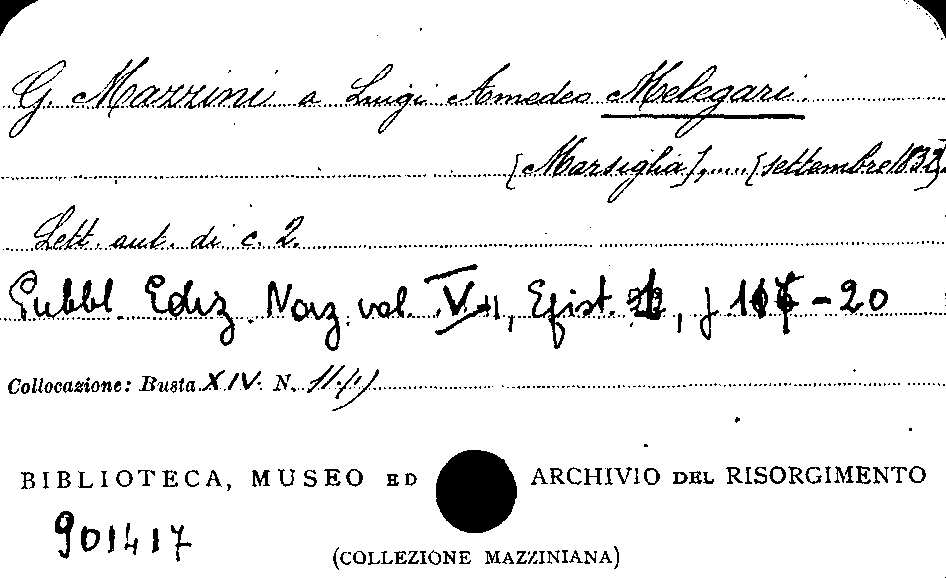 G. Mazzini a Luigi Amedeo Melegari.
[Marsiglia],..... [settembre 1832]
Lett. aut. di c. 2.
Pubbl. Ediz. Naz. vol. V, Epist. , p. - 20
Collocazione: Busta XIV. N. 11.(1)
BIBLIOTECA, MUSEO ED ARCHIVIO DEL RISORGIMENTO
901417
(COLLEZIONE MAZZINIANA)